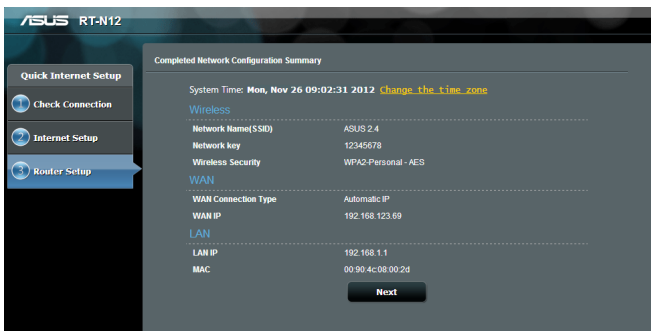 ASUS RT-N12
Completed Network Configuration Summary
Quick Internet Setup
1 Check Connection
2 Internet Setup
3 Router Setup
System Time: Mon, Nov 26 09:02:31 2012 Change the time zone
Wireless
Network Name(SSID) ASUS 2.4
Network key 12345678
Wireless Security WPA2-Personal - AES
WAN
WAN Connection Type Automatic IP
WAN IP 192.168.123.69
LAN
LAN IP 192.168.1.1
MAC 00:90:4c:08:00:2d
Next